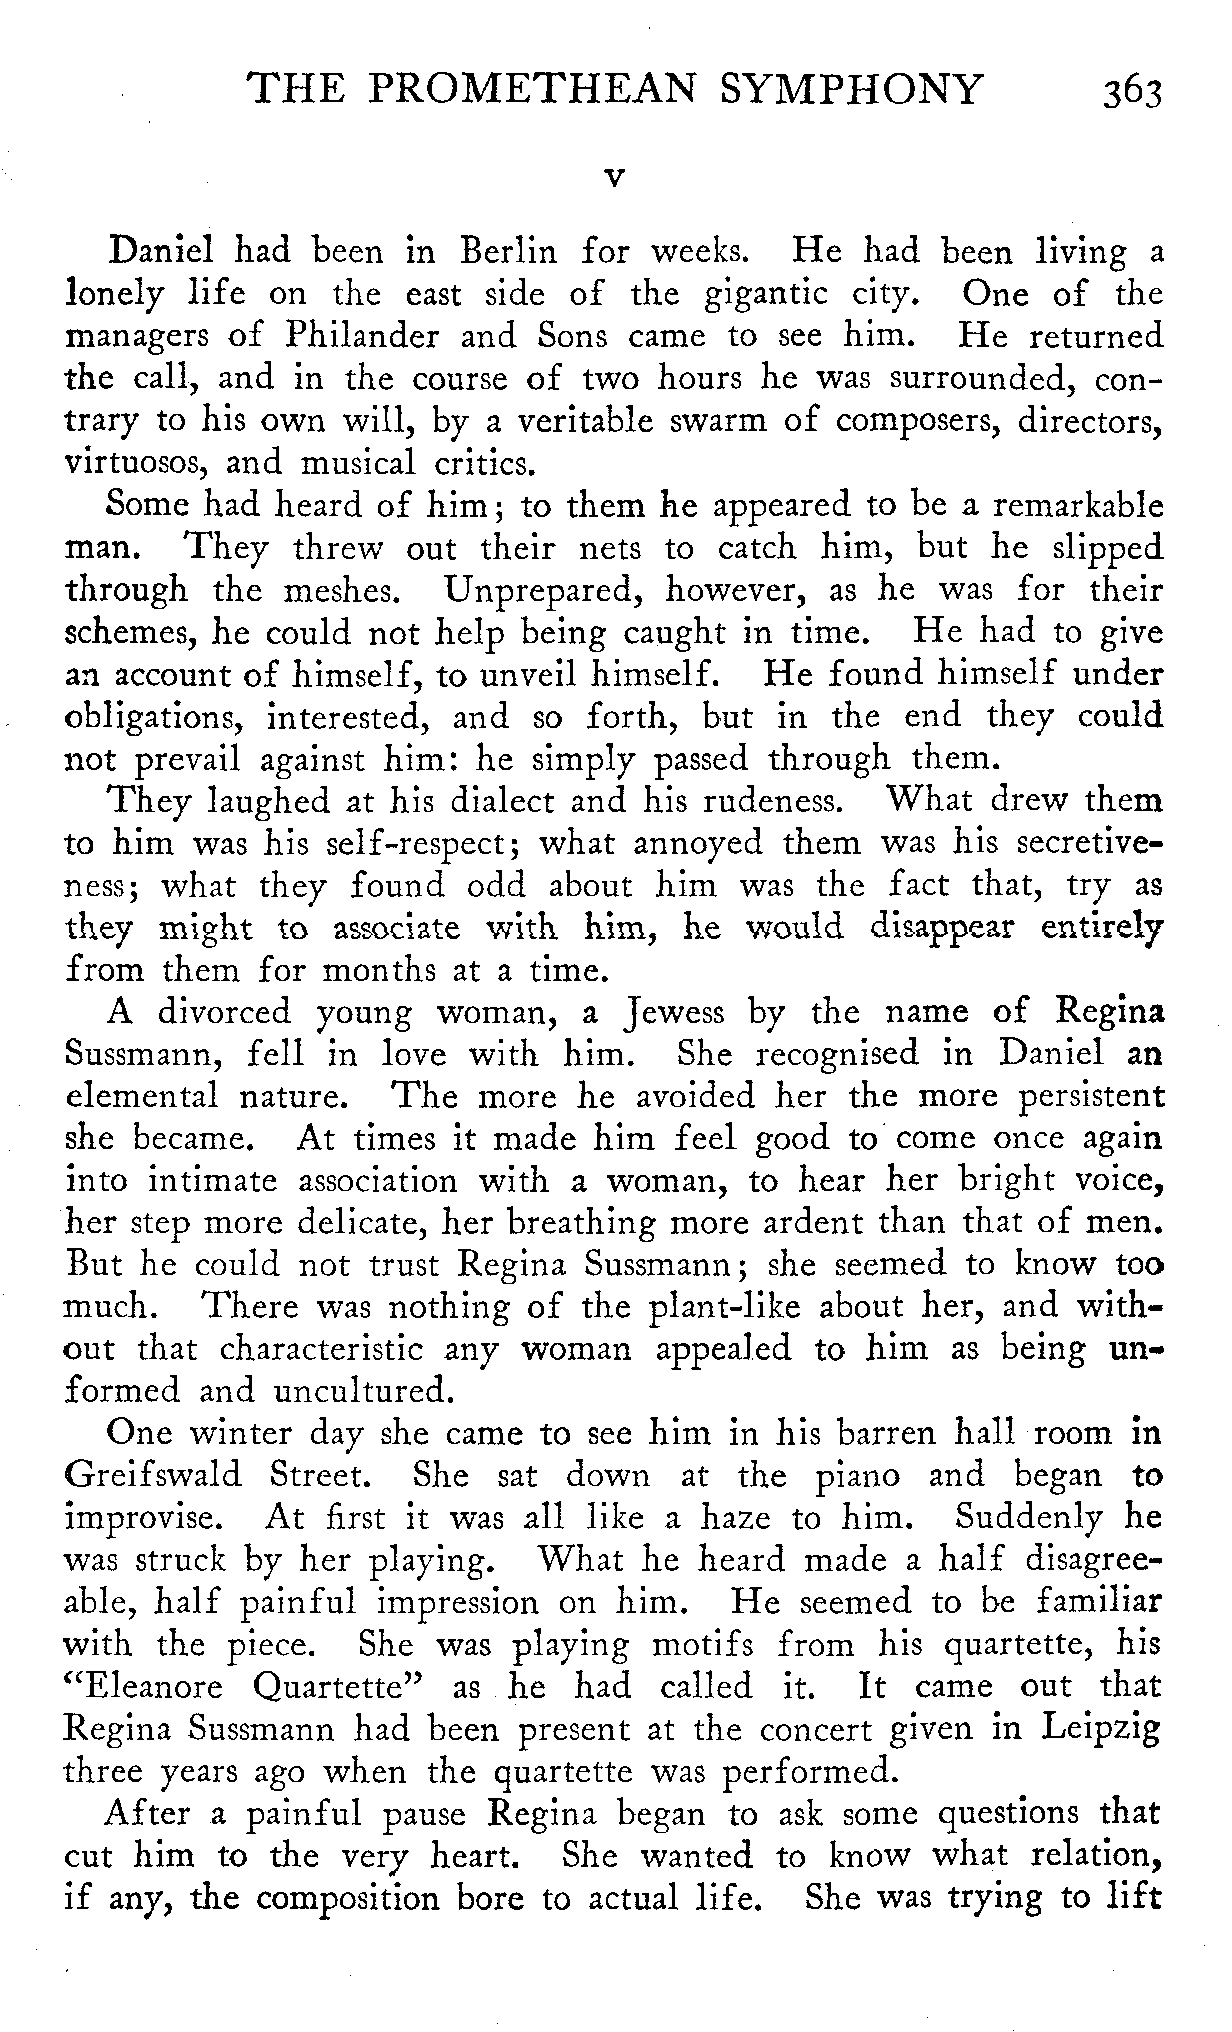 THE PROMETHEAN SYMPHONY 363
V
Daniel had been in Berlin for weeks. He had been living a
lonely life on the east side of the gigantic city. One of the
managers of Philander and Sons came to see him. He returned
the call, and in the course of two hours he was surrounded, con-
trary to his own will, by a veritable swarm of composers, directors,
virtuosos, and musical critics.
Some had heard of him; to them he appeared to be a remarkable
man. They threw out their nets to catch him, but he slipped
through the meshes. Unprepared, however, as he was for their
schemes, he could not help being caught in time. He had to give
an account of himself, to unveil himself. He found himself under
obligations, interested, and so forth, but in the end they could
not prevail against him: he simply passed through them.
They laughed at his dialect and his rudeness. What drew them
to him was his self-respect; what annoyed them was his secretive-
ness; what they found odd about him was the fact that, try as
they might to associate with him, he would disappear entirely
from them for months at a time.
A divorced young woman, a Jewess by the name of Regina
Sussmann, fell in love with him. She recognised in Daniel an
elemental nature. The more he avoided her the more persistent
she became. At times it made him feel good to come once again
into intimate association with a woman, to hear her bright voice,
her step more delicate, her breathing more ardent than that of men.
But he could not trust Regina Sussmann; she seemed to know too
much. There was nothing of the plant-like about her, and with-
out that characteristic any woman appealed to him as being un-
formed and uncultured.
One winter day she came to see him in his barren hall room in
Greifswald Street. She sat down at the piano and began to
improvise. At first it was all like a haze to him. Suddenly he
was struck by her playing. What he heard made a half disagree-
able, half painful impression on him. He seemed to be familiar
with the piece. She was playing motifs from his quartette, his
"Eleanore Quartette" as he had called it. It came out that
Regina Sussmann had been present at the concert given in Leipzig
three years ago when the quartette was performed.
After a painful pause Regina began to ask some questions that
cut him to the very heart. She wanted to know what relation,
if any, the composition bore to actual life. She was trying to lift